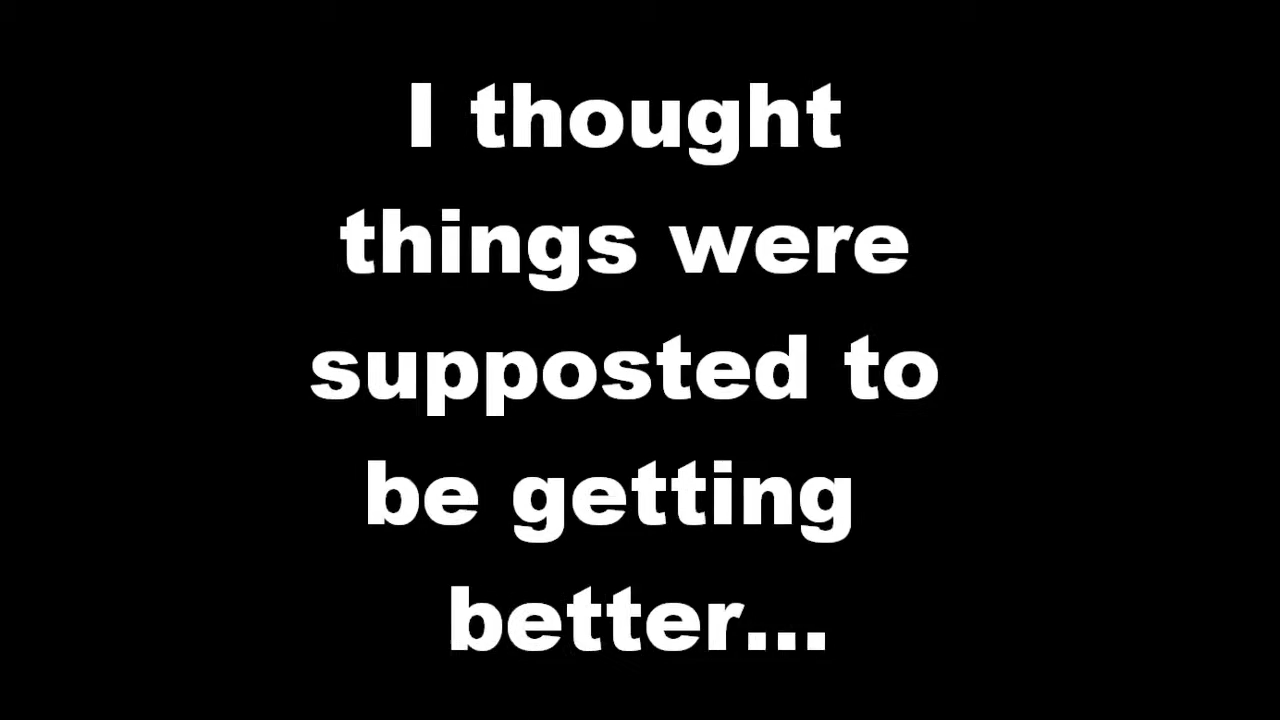 I thought
things were
supposted to
be getting
better...